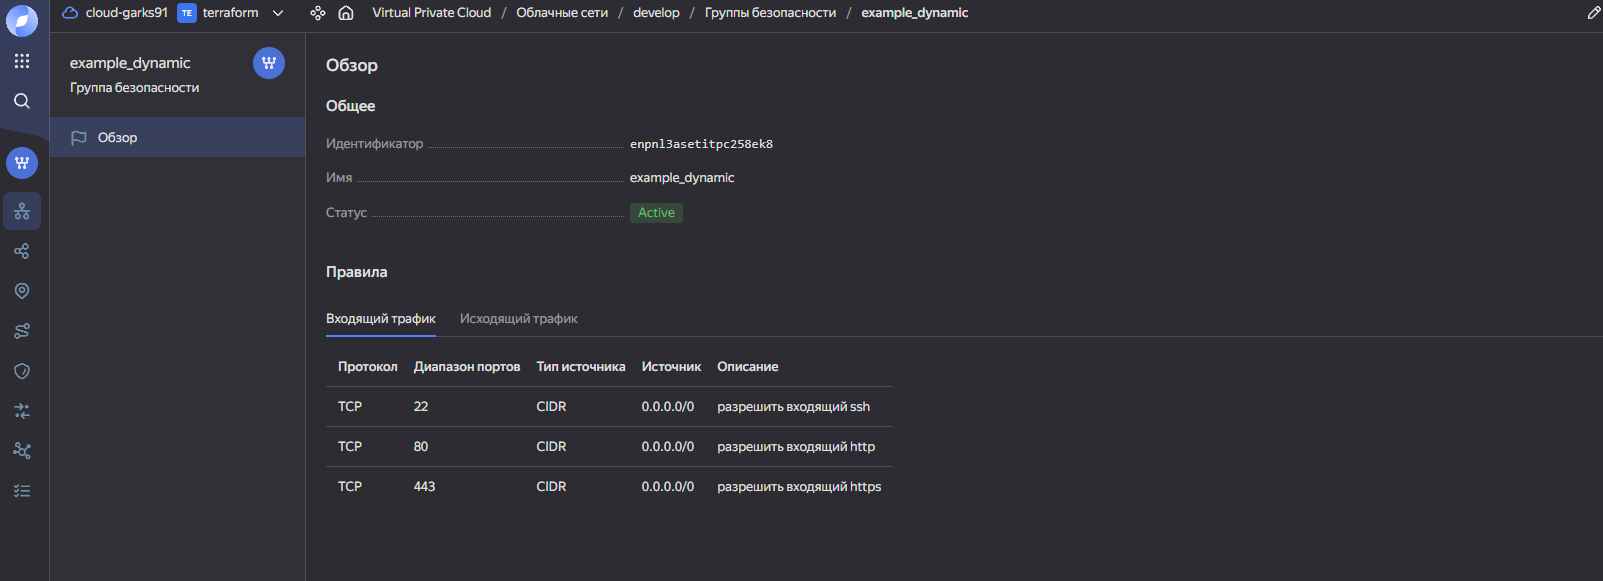 cloud-garks91 TE terraform Virtual Private Cloud / Облачные сети / develop / Группы безопасности / example_dynamic
example_dynamic
Группа безопасности
Обзор
Обзор
Общее
Идентификатор enpnl3asetitpc258ek8
Имя example_dynamic
Статус Active
Правила
Входящий трафик Исходящий трафик
Протокол Диапазон портов Тип источника Источник Описание
TCP 22 CIDR 0.0.0.0/0 разрешить входящий ssh
TCP 80 CIDR 0.0.0.0/0 разрешить входящий http
TCP 443 CIDR 0.0.0.0/0 разрешить входящий https